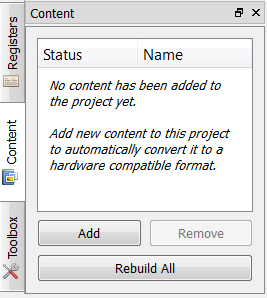 Content
Registers
Content
Toolbox
Status Name
No content has been added
to the project yet.
Add new content to this project
to automatically convert it to a
hardware compatible format.
Add Remove
Rebuild All